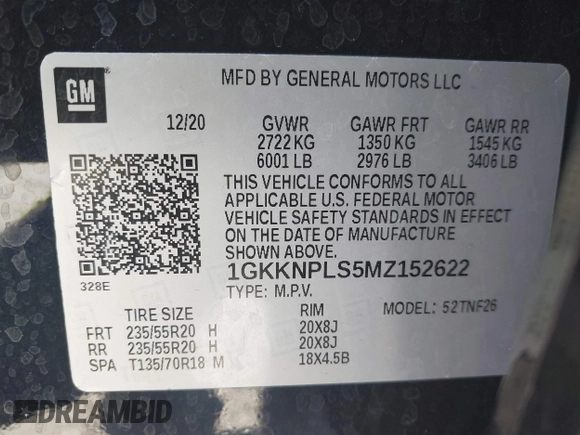 GM
MFD BY GENERAL MOTORS LLC
12/20 GVWR GAWR FRT GAWR RR
2722 KG 1350 KG 1545 KG
6001 LB 2976 LB 3406 LB
THIS VEHICLE CONFORMS TO ALL
APPLICABLE U.S. FEDERAL MOTOR
VEHICLE SAFETY STANDARDS IN EFFECT
ON THE DATE OF MANUFACTURE
SHOWN ABOVE.
328E
1GKKNPLS5MZ152622
TYPE: M.P.V. MODEL: 52TNF26
TIRE SIZE RIM
FRT 235/55R20 H 20X8J
RR 235/55R20 H 20X8J
SPA T135/70R18 M 18X4.5B
DREAMBID